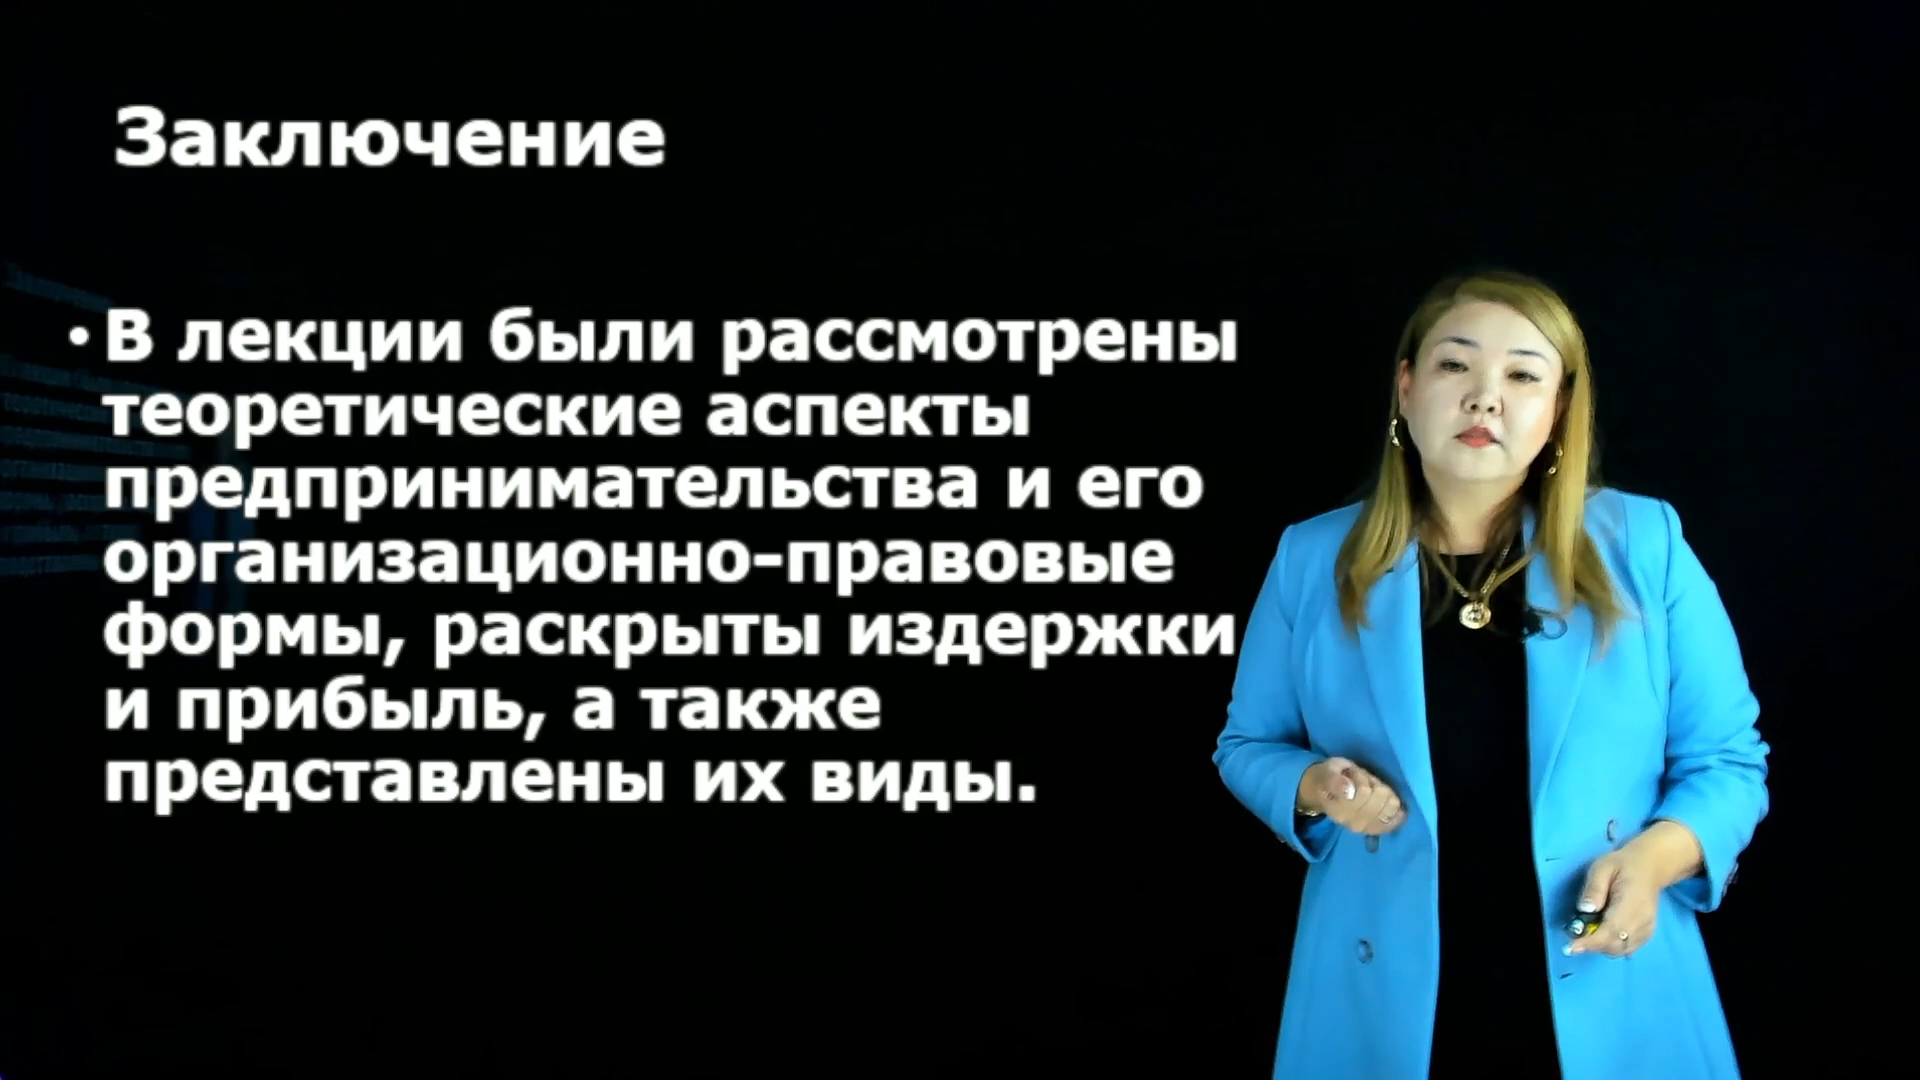 Заключение
• В лекции были рассмотрены
теоретические аспекты
предпринимательства и его
организационно-правовые
формы, раскрыты издержки
и прибыль, а также
представлены их виды.